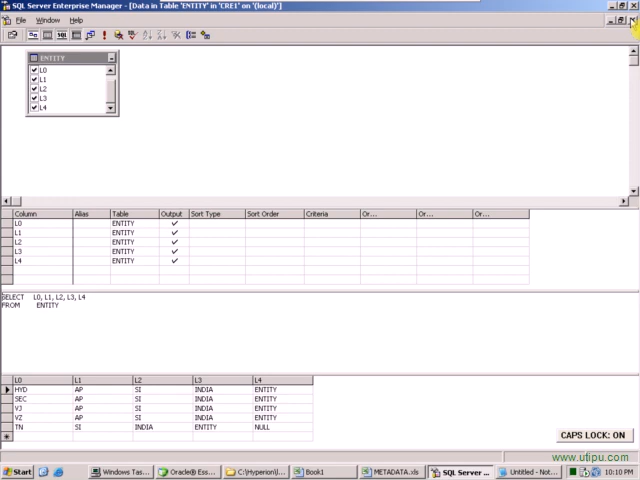 SQL Server Enterprise Manager - [Data in Table 'ENTITY' in 'CRE1' on '(local)']
File Window Help
SQL
ENTITY
L0
L1
L2
L3
L4
Column Alias Table Output Sort Type Sort Order Criteria Or... Or... Or...
L0 ENTITY
L1 ENTITY
L2 ENTITY
L3 ENTITY
L4 ENTITY
SELECT L0, L1, L2, L3, L4
FROM ENTITY
L0 L1 L2 L3 L4
HYD AP SI INDIA ENTITY
SEC AP SI INDIA ENTITY
VJ AP SI INDIA ENTITY
VZ AP SI INDIA ENTITY
TN SI INDIA ENTITY NULL
CAPS LOCK: ON
www.utipu.com
Start Windows Tas... Oracle® Ess... C:\Hyperion\I... Book1 METADATA.xls SQL Server ... Untitled - Not... 10:10 PM